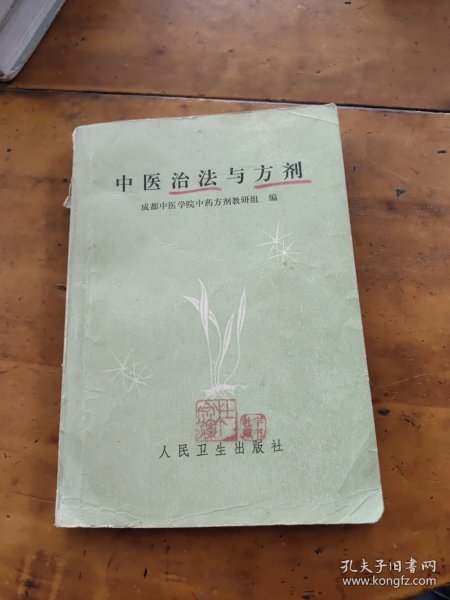 中医治法与方剂
成都中医学院中药方剂教研组 编
人民卫生出版社
孔夫子旧书网
www.kongfz.com